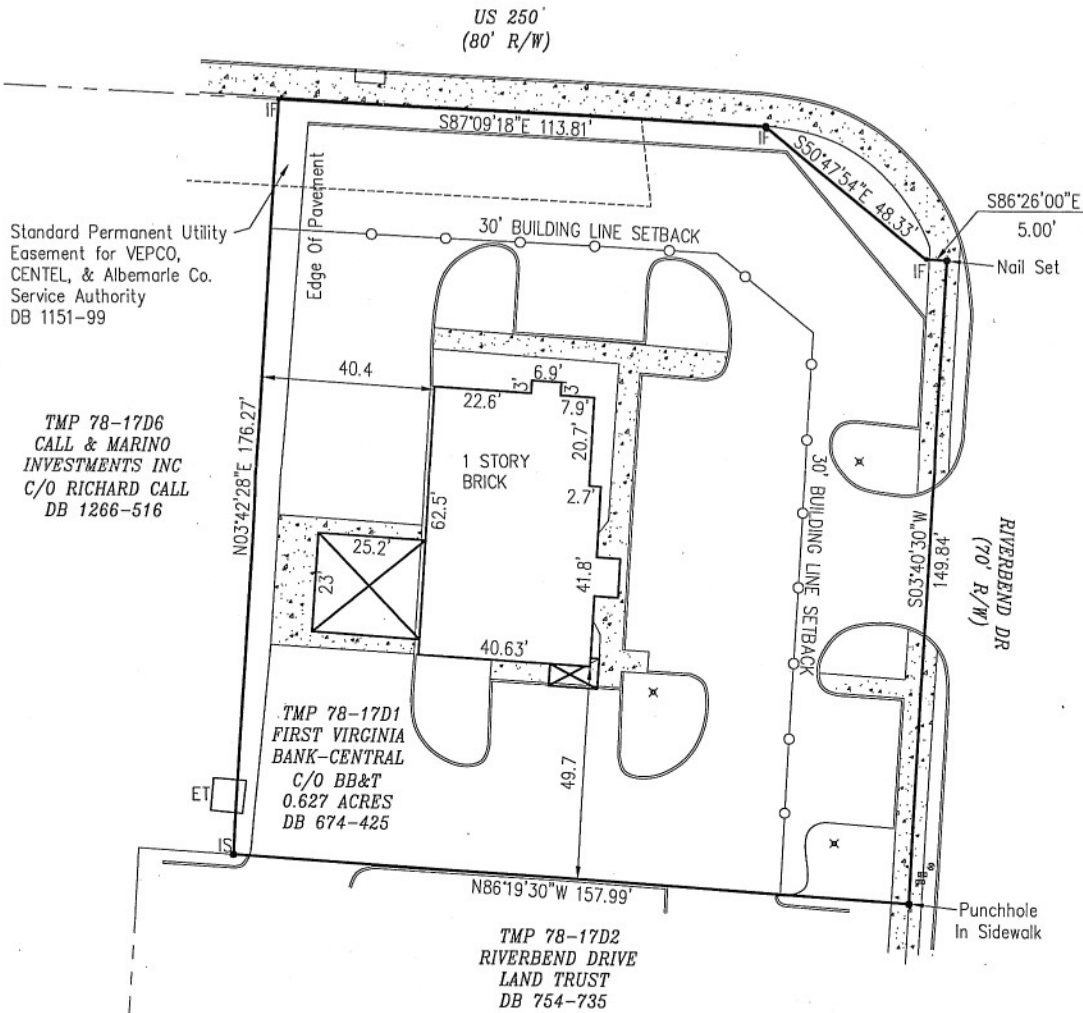 US 250'
(80' R/W)
IF
S87°09'18"E 113.81'
IF
S50°47'54"E 48.33'
S86°26'00"E
5.00'
IF
Nail Set
Edge Of Pavement
30' BUILDING LINE SETBACK
Standard Permanent Utility
Easement for VEPCO,
CENTEL, & Albemarle Co.
Service Authority
DB 1151-99
40.4
6.9'
3'
3'
22.6'
7.9'
20.7'
TMP 78-17D6
CALL & MARINO
INVESTMENTS INC
C/O RICHARD CALL
DB 1266-516
1 STORY
BRICK
2.7'
62.5'
N03°42'28"E 176.27'
30' BUILDING LINE SETBACK
S03°40'03"W
149.84'
RIVERBEND DR
(70' R/W)
25.2'
23'
41.8'
40.63'
TMP 78-17D1
FIRST VIRGINIA
BANK-CENTRAL
C/O BB&T
0.627 ACRES
DB 674-425
49.7
ET
IS
N86°19'30"W 157.99'
Punchhole
In Sidewalk
TMP 78-17D2
RIVERBEND DRIVE
LAND TRUST
DB 754-735